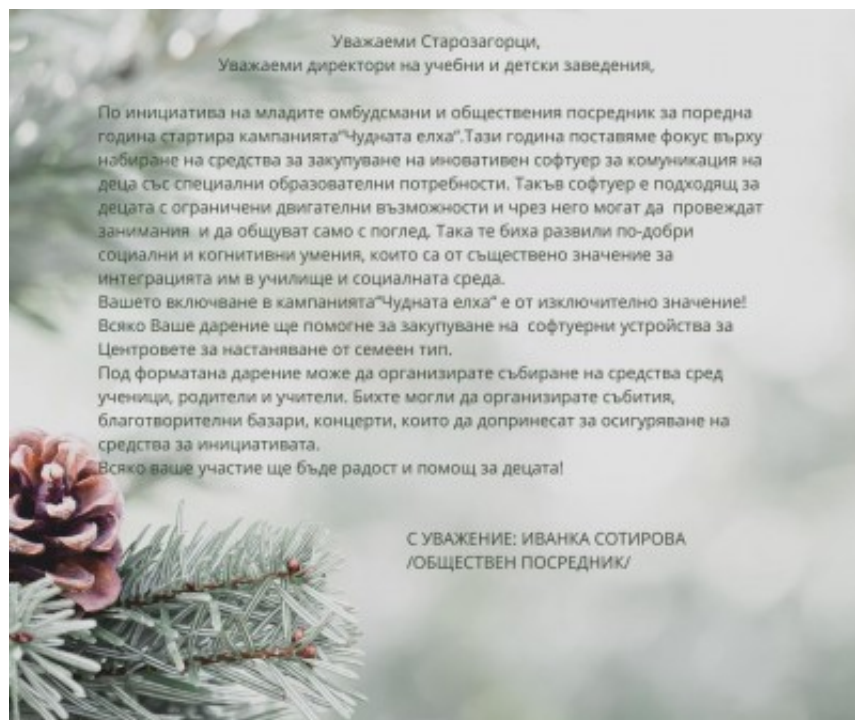 Уважаеми Старозагорци,
Уважаеми директори на учебни и детски заведения,
По инициатива на младите омбудсмани и обществения посредник за поредна
година стартира кампанията"Чудната елха".Тази година поставяме фокус върху
набиране на средства за закупуване на иновативен софтуер за комуникация на
деца със специални образователни потребности. Такъв софтуер е подходящ за
децата с ограничени двигателни възможности и чрез него могат да провеждат
занимания и да общуват само с поглед. Така те биха развили по-добри
социални и когнитивни умения, които са от съществено значение за
интеграцията им в училище и социалната среда.
Вашето включване в кампанията"Чудната елха" е от изключително значение!
Всяко Ваше дарение ще помогне за закупуване на софтуерни устройства за
Центровете за настаняване от семеен тип.
Под форматана дарение може да организирате събиране на средства сред
ученици, родители и учители. Бихте могли да организирате събития,
благотворителни базари, концерти, които да допринесат за осигуряване на
средства за инициативата.
Всяко ваше участие ще бъде радост и помощ за децата!
С УВАЖЕНИЕ: ИВАНКА СОТИРОВА
/ОБЩЕСТВЕН ПОСРЕДНИК/